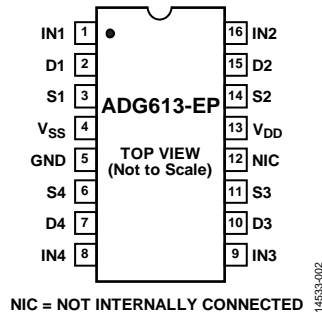 IN1 1 16 IN2
D1 2 15 D2
S1 3 14 S2
ADG613-EP
VSS 4 13 VDD
GND 5 TOP VIEW 12 NIC
(Not to Scale)
S4 6 11 S3
D4 7 10 D3
IN4 8 9 IN3
NIC = NOT INTERNALLY CONNECTED
14533-002